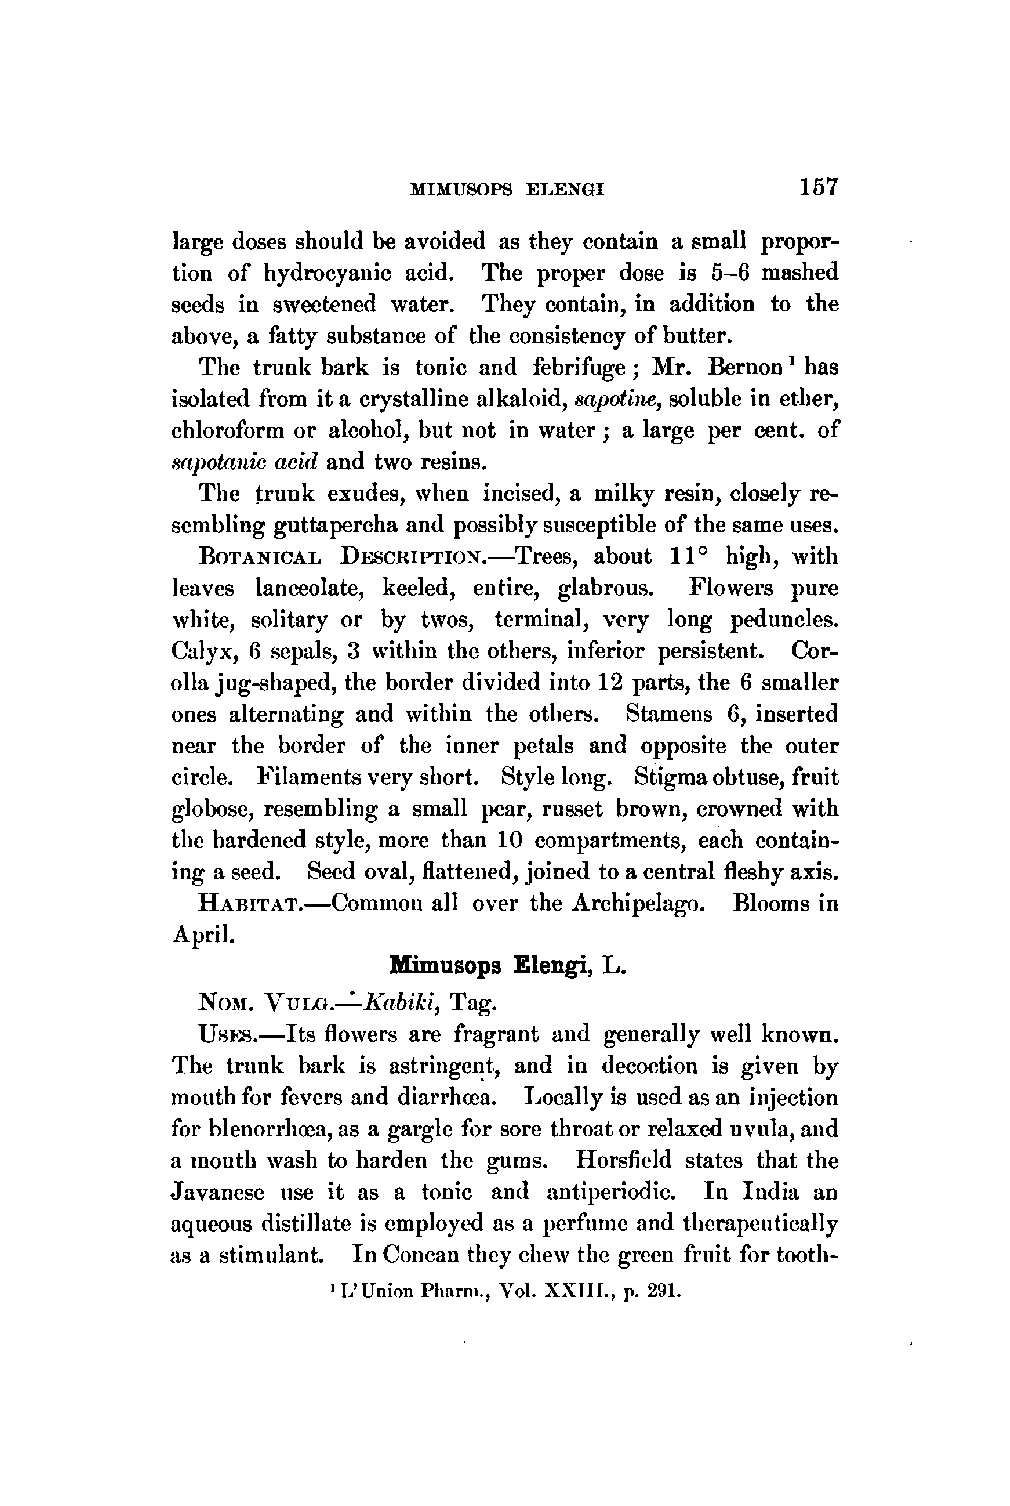 MIMUSOPS ELENGI 157
large doses should be avoided as they contain a small propor-
tion of hydrocyanic acid. The proper dose is 5–6 mashed
seeds in sweetened water. They contain, in addition to the
above, a fatty substance of the consistency of butter.
The trunk bark is tonic and febrifuge; Mr. Bernon ¹ has
isolated from it a crystalline alkaloid, sapotine, soluble in ether,
chloroform or alcohol, but not in water; a large per cent. of
sapotanic acid and two resins.
The trunk exudes, when incised, a milky resin, closely re-
sembling guttapercha and possibly susceptible of the same uses.
BOTANICAL DESCRIPTION.—Trees, about 11° high, with
leaves lanceolate, keeled, entire, glabrous. Flowers pure
white, solitary or by twos, terminal, very long peduncles.
Calyx, 6 sepals, 3 within the others, inferior persistent. Cor-
olla jug-shaped, the border divided into 12 parts, the 6 smaller
ones alternating and within the others. Stamens 6, inserted
near the border of the inner petals and opposite the outer
circle. Filaments very short. Style long. Stigma obtuse, fruit
globose, resembling a small pear, russet brown, crowned with
the hardened style, more than 10 compartments, each contain-
ing a seed. Seed oval, flattened, joined to a central fleshy axis.
HABITAT.—Common all over the Archipelago. Blooms in
April.
Mimusops Elengi, L.
NOM. VULG.—Kabiki, Tag.
USES.—Its flowers are fragrant and generally well known.
The trunk bark is astringent, and in decoction is given by
mouth for fevers and diarrhœa. Locally is used as an injection
for blenorrhœa, as a gargle for sore throat or relaxed uvula, and
a mouth wash to harden the gums. Horsfield states that the
Javanese use it as a tonic and antiperiodic. In India an
aqueous distillate is employed as a perfume and therapeutically
as a stimulant. In Concan they chew the green fruit for tooth-
¹ L'Union Pharm., Vol. XXIII., p. 291.